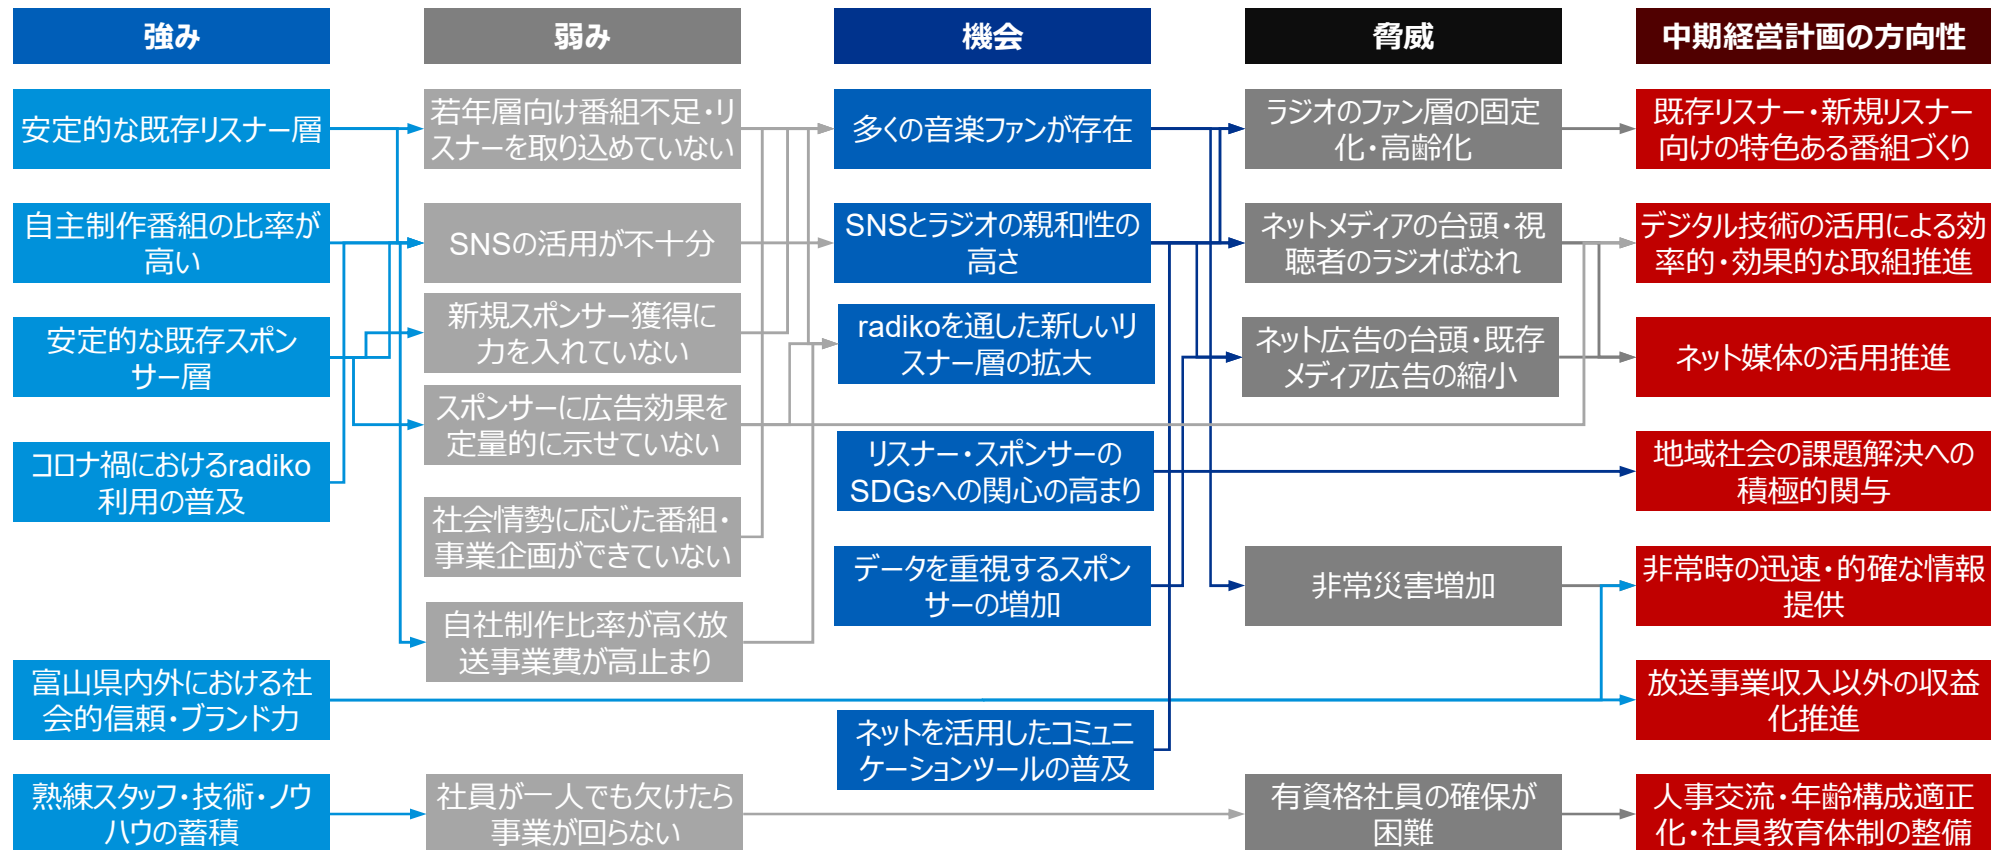 強み
弱み
機会
脅威
中期経営計画の方向性
安定的な既存リスナー層
若年層向け番組不足・リ
スナーを取り込めていない
多くの音楽ファンが存在
ラジオのファン層の固定
化・高齢化
既存リスナー・新規リスナー
向けの特色ある番組づくり
自主制作番組の比率が
高い
SNSの活用が不十分
SNSとラジオの親和性の
高さ
ネットメディアの台頭・視
聴者のラジオばなれ
デジタル技術の活用による効
率的・効果的な取組推進
安定的な既存スポン
サー層
新規スポンサー獲得に
力を入れていない
radikoを通した新しいリ
スナー層の拡大
ネット広告の台頭・既存
メディア広告の縮小
ネット媒体の活用推進
スポンサーに広告効果を
定量的に示せていない
コロナ禍におけるradiko
利用の普及
リスナー・スポンサーの
SDGsへの関心の高まり
地域社会の課題解決への
積極的関与
社会情勢に応じた番組・
事業企画ができていない
データを重視するスポン
サーの増加
非常災害増加
非常時の迅速・的確な情報
提供
自社制作比率が高く放
送事業費が高止まり
富山県内外における社
会的信頼・ブランド力
放送事業収入以外の収益
化推進
ネットを活用したコミュニ
ケーションツールの普及
熟練スタッフ・技術・ノウ
ハウの蓄積
社員が一人でも欠けたら
事業が回らない
有資格社員の確保が
困難
人事交流・年齢構成適正
化・社員教育体制の整備